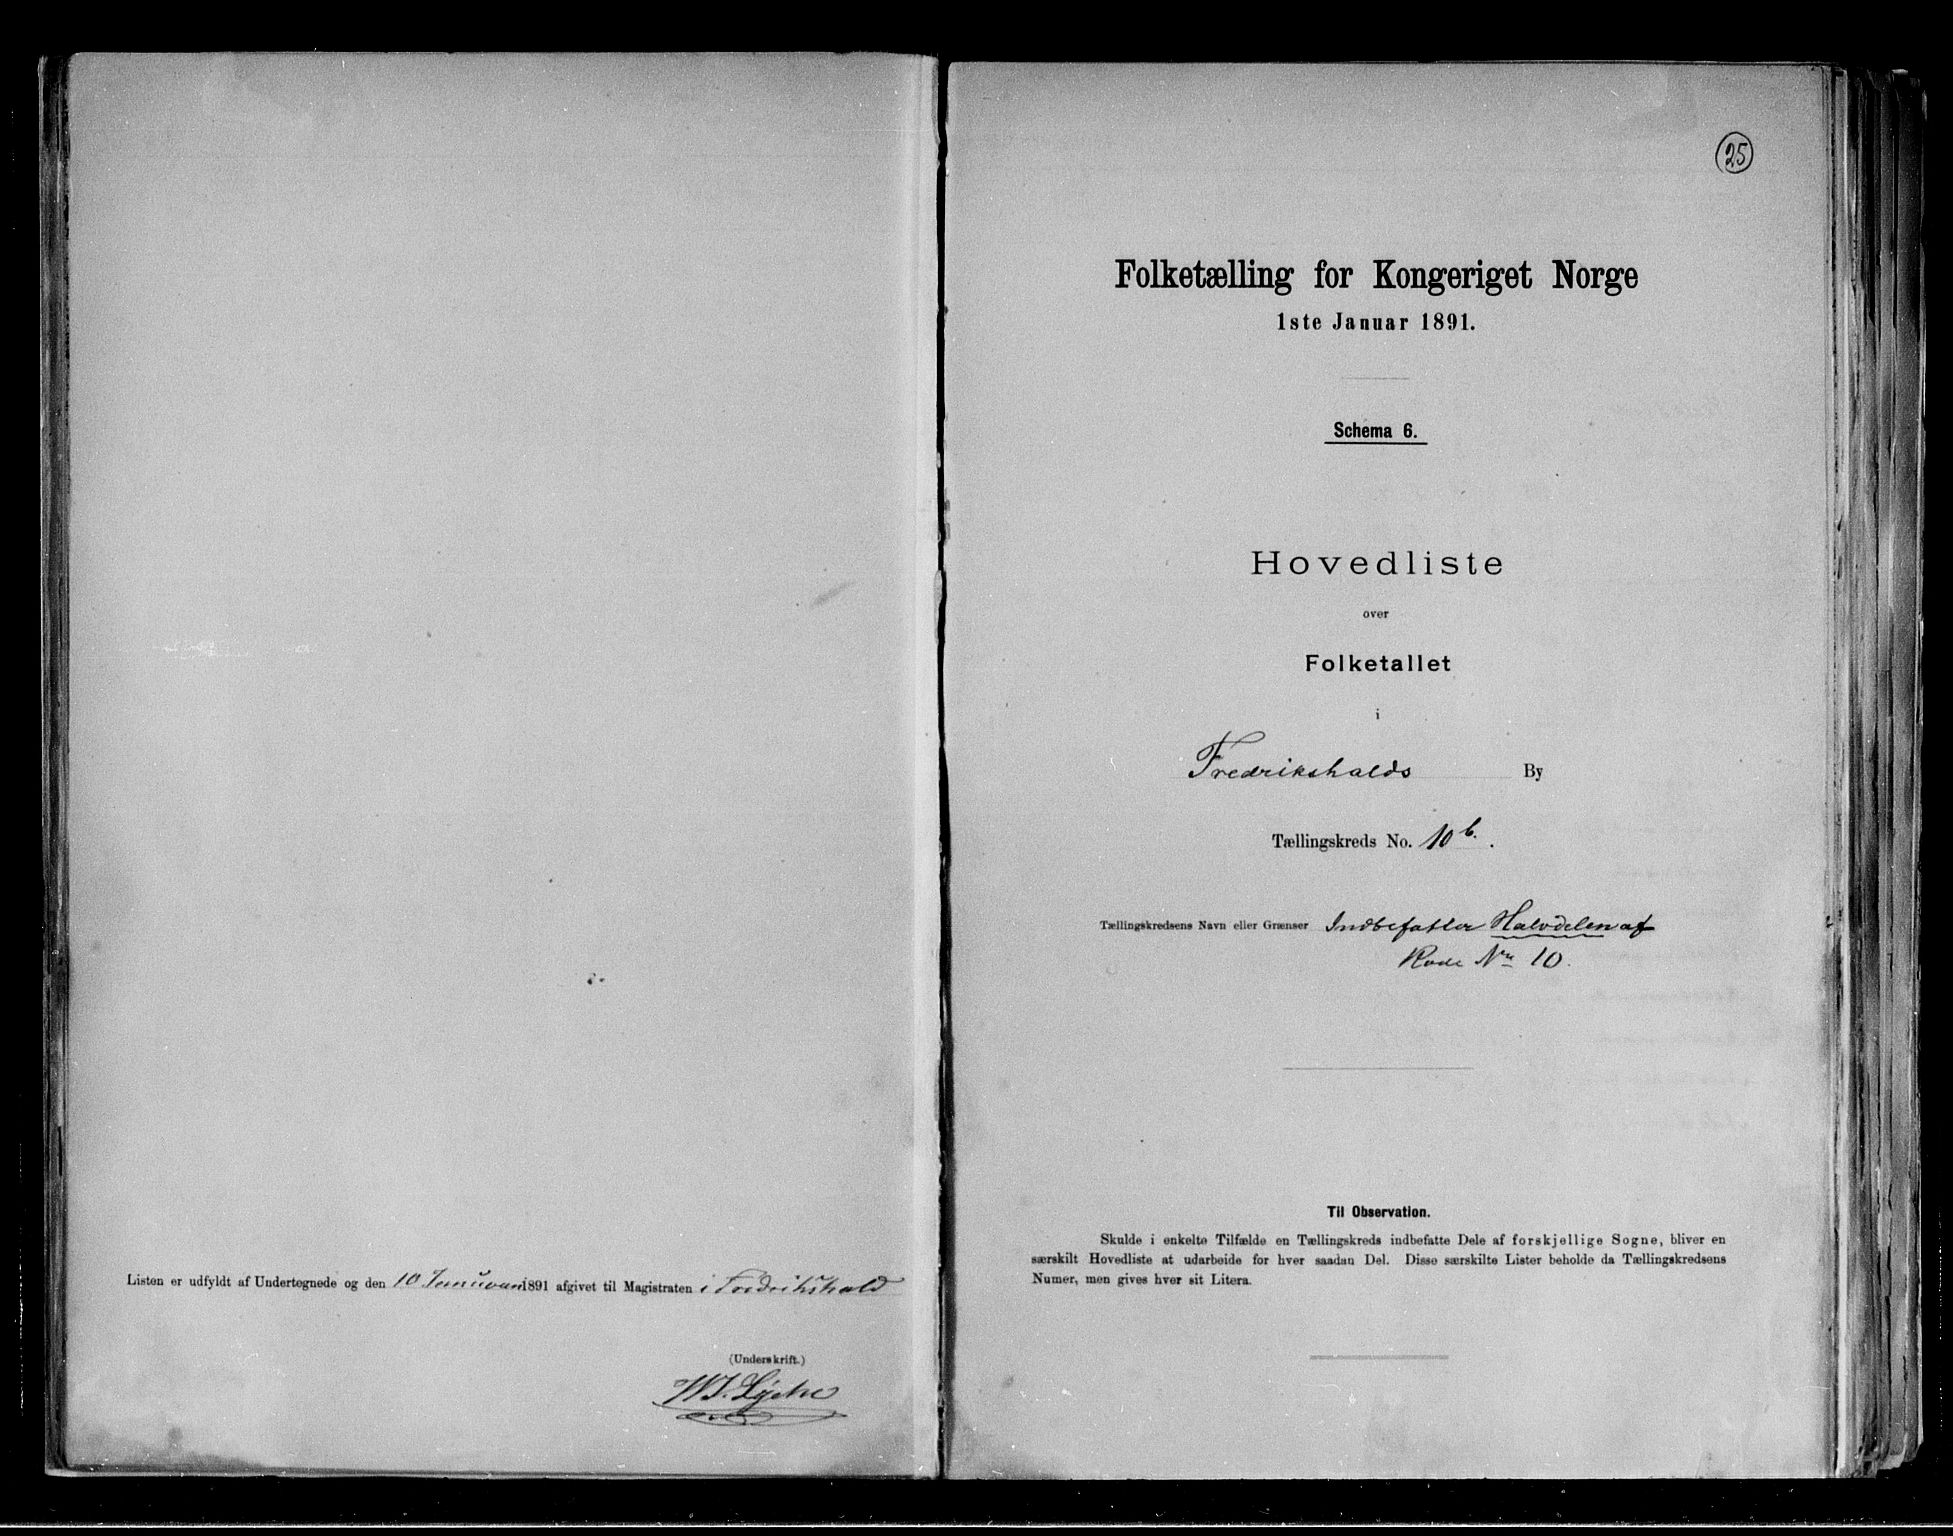 Listen er udfyldt af Undertegnede og den 10 Januar 1891 afgivet til Magistraten i Fredrikshald
(Underskrift.)
25
Folketælling for Kongeriget Norge
1ste Januar 1891.
Schema 6.
Hovedliste
over
Folketallet
i
Fredrikshalds By
Tællingskreds No. 10 b.
Tællingskredsens Navn eller Grænser Indbefatter Halvdelen af
Rode No 10.
Til Observation.
Skulde i enkelte Tilfælde en Tællingskreds indbefatte Dele af forskjellige Sogne, bliver en
særskilt Hovedliste at udarbeide for hver saadan Del. Disse særskilte Lister beholde da Tællingskredsens
Numer, men gives hver sit Litera.